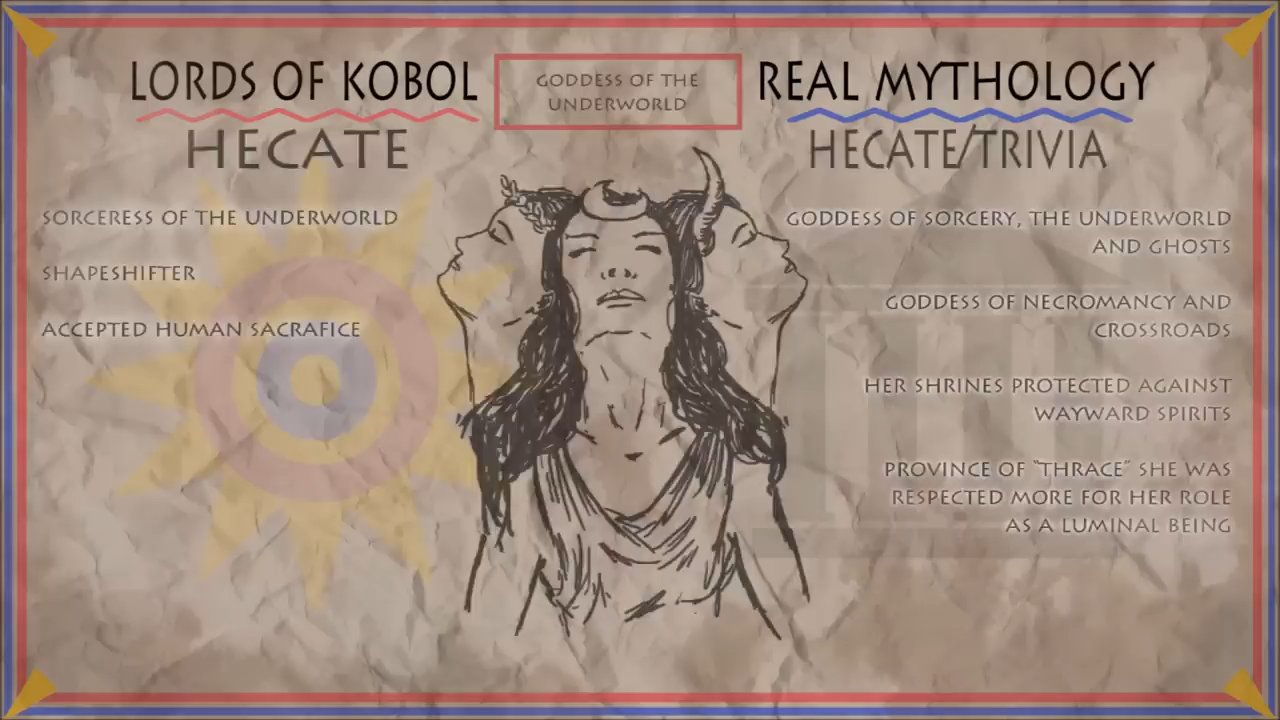 LORDS OF KOBOL
HECATE
SORCERESS OF THE UNDERWORLD
SHAPESHIFTER
ACCEPTED HUMAN SACRAFICE
GODDESS OF THE
UNDERWORLD
REAL MYTHOLOGY
HECATE/TRIVIA
GODDESS OF SORCERY, THE UNDERWORLD
AND GHOSTS
GODDESS OF NECROMANCY AND
CROSSROADS
HER SHRINES PROTECTED AGAINST
WAYWARD SPIRITS
PROVINCE OF "THRACE" SHE WAS
RESPECTED MORE FOR HER ROLE
AS A LUMINAL BEING